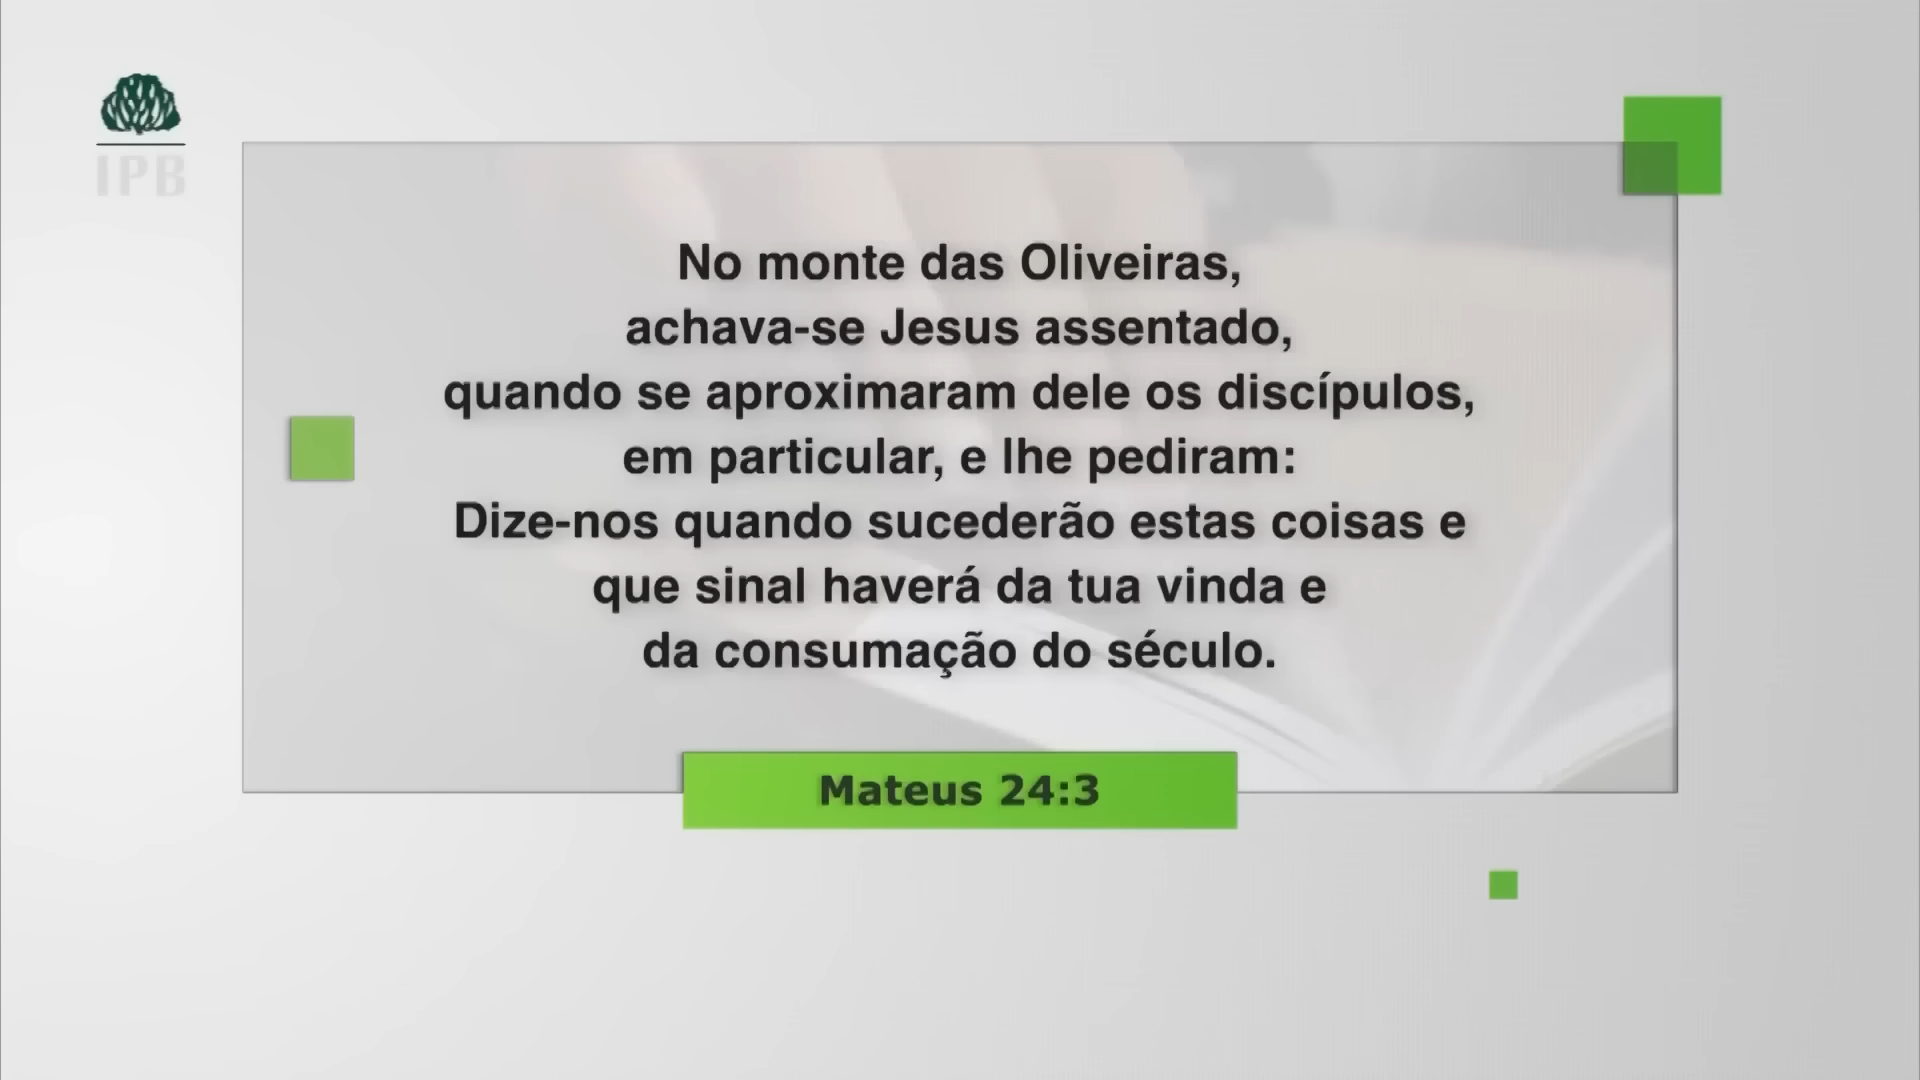 IPB
No monte das Oliveiras,
achava-se Jesus assentado,
quando se aproximaram dele os discípulos,
em particular, e lhe pediram:
Dize-nos quando sucederão estas coisas e
que sinal haverá da tua vinda e
da consumação do século.
Mateus 24:3